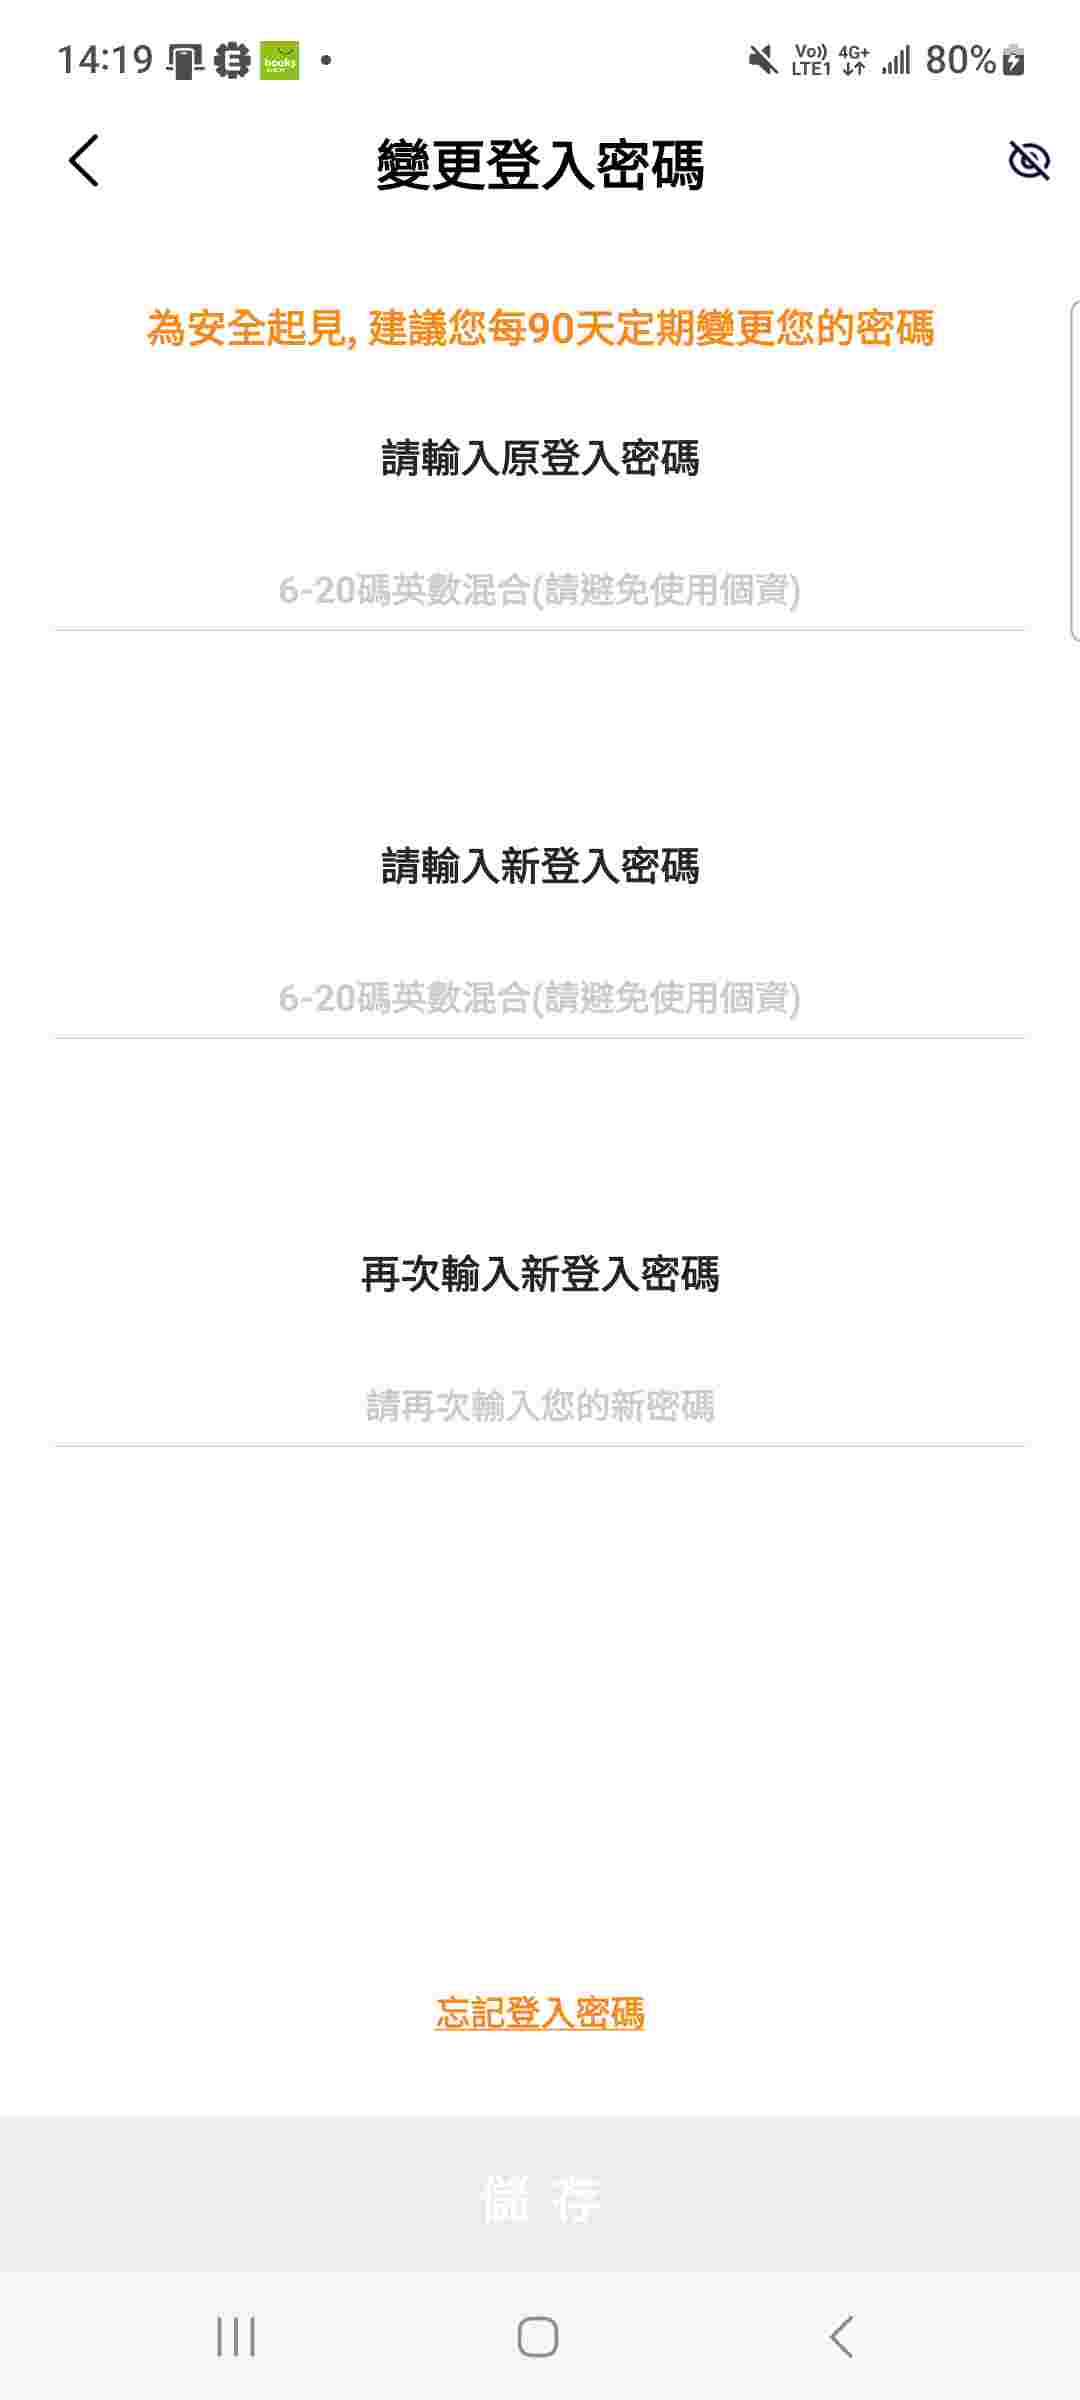 14:19
books
Vo)) 4G+
LTE1
80%
變更登入密碼
為安全起見, 建議您每90天定期變更您的密碼
請輸入原登入密碼
6-20碼英數混合(請避免使用個資)
請輸入新登入密碼
6-20碼英數混合(請避免使用個資)
再次輸入新登入密碼
請再次輸入您的新密碼
忘記登入密碼
儲 存